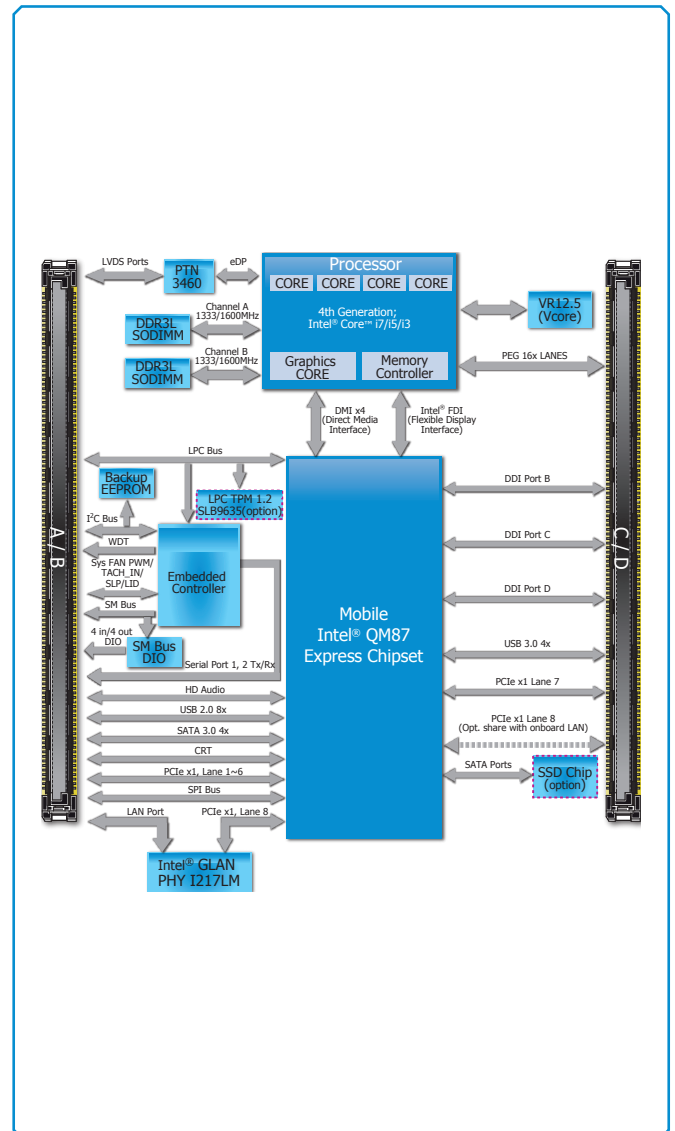 Processor
CORE CORE CORE CORE
4th Generation;
Intel® Core™ i7/i5/i3
Graphics
CORE
Memory
Controller
LVDS Ports
PTN
3460
eDP
Channel A
1333/1600MHz
DDR3L
SODIMM
Channel B
1333/1600MHz
DDR3L
SODIMM
VR12.5
(Vcore)
PEG 16x LANES
DMI x4
(Direct Media
Interface)
Intel® FDI
(Flexible Display
Interface)
LPC Bus
Backup
EEPROM
LPC TPM 1.2
SLB9635(option)
I²C Bus
WDT
Sys FAN PWM/
TACH_IN/
SLP/LID
SM Bus
4 in/4 out
DIO
SM Bus
DIO
Embedded
Controller
Serial Port 1, 2 Tx/Rx
HD Audio
USB 2.0 8x
SATA 3.0 4x
CRT
PCIe x1, Lane 1~6
SPI Bus
LAN Port
PCIe x1, Lane 8
Intel® GLAN
PHY I217LM
Mobile
Intel® QM87
Express Chipset
DDI Port B
DDI Port C
DDI Port D
USB 3.0 4x
PCIe x1 Lane 7
PCIe x1 Lane 8
(Opt. share with onboard LAN)
SATA Ports
SSD Chip
(option)
A / B
C / D